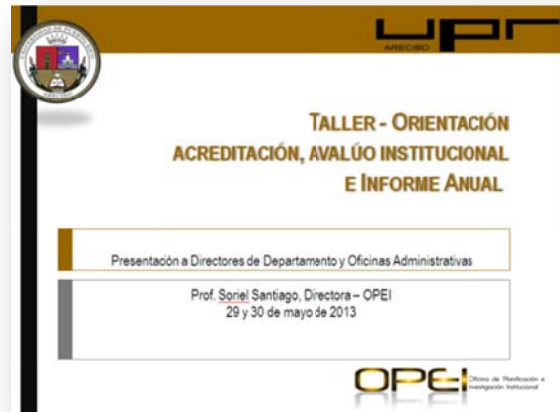 upr
ARECIBO
TALLER - ORIENTACIÓN
ACREDITACIÓN, AVALÚO INSTITUCIONAL
E INFORME ANUAL
Presentación a Directores de Departamento y Oficinas Administrativas
Prof. Soriel Santiago, Directora – OPEI
29 y 30 de mayo de 2013
OPEI
Oficina de Planificación e
Investigación Institucional